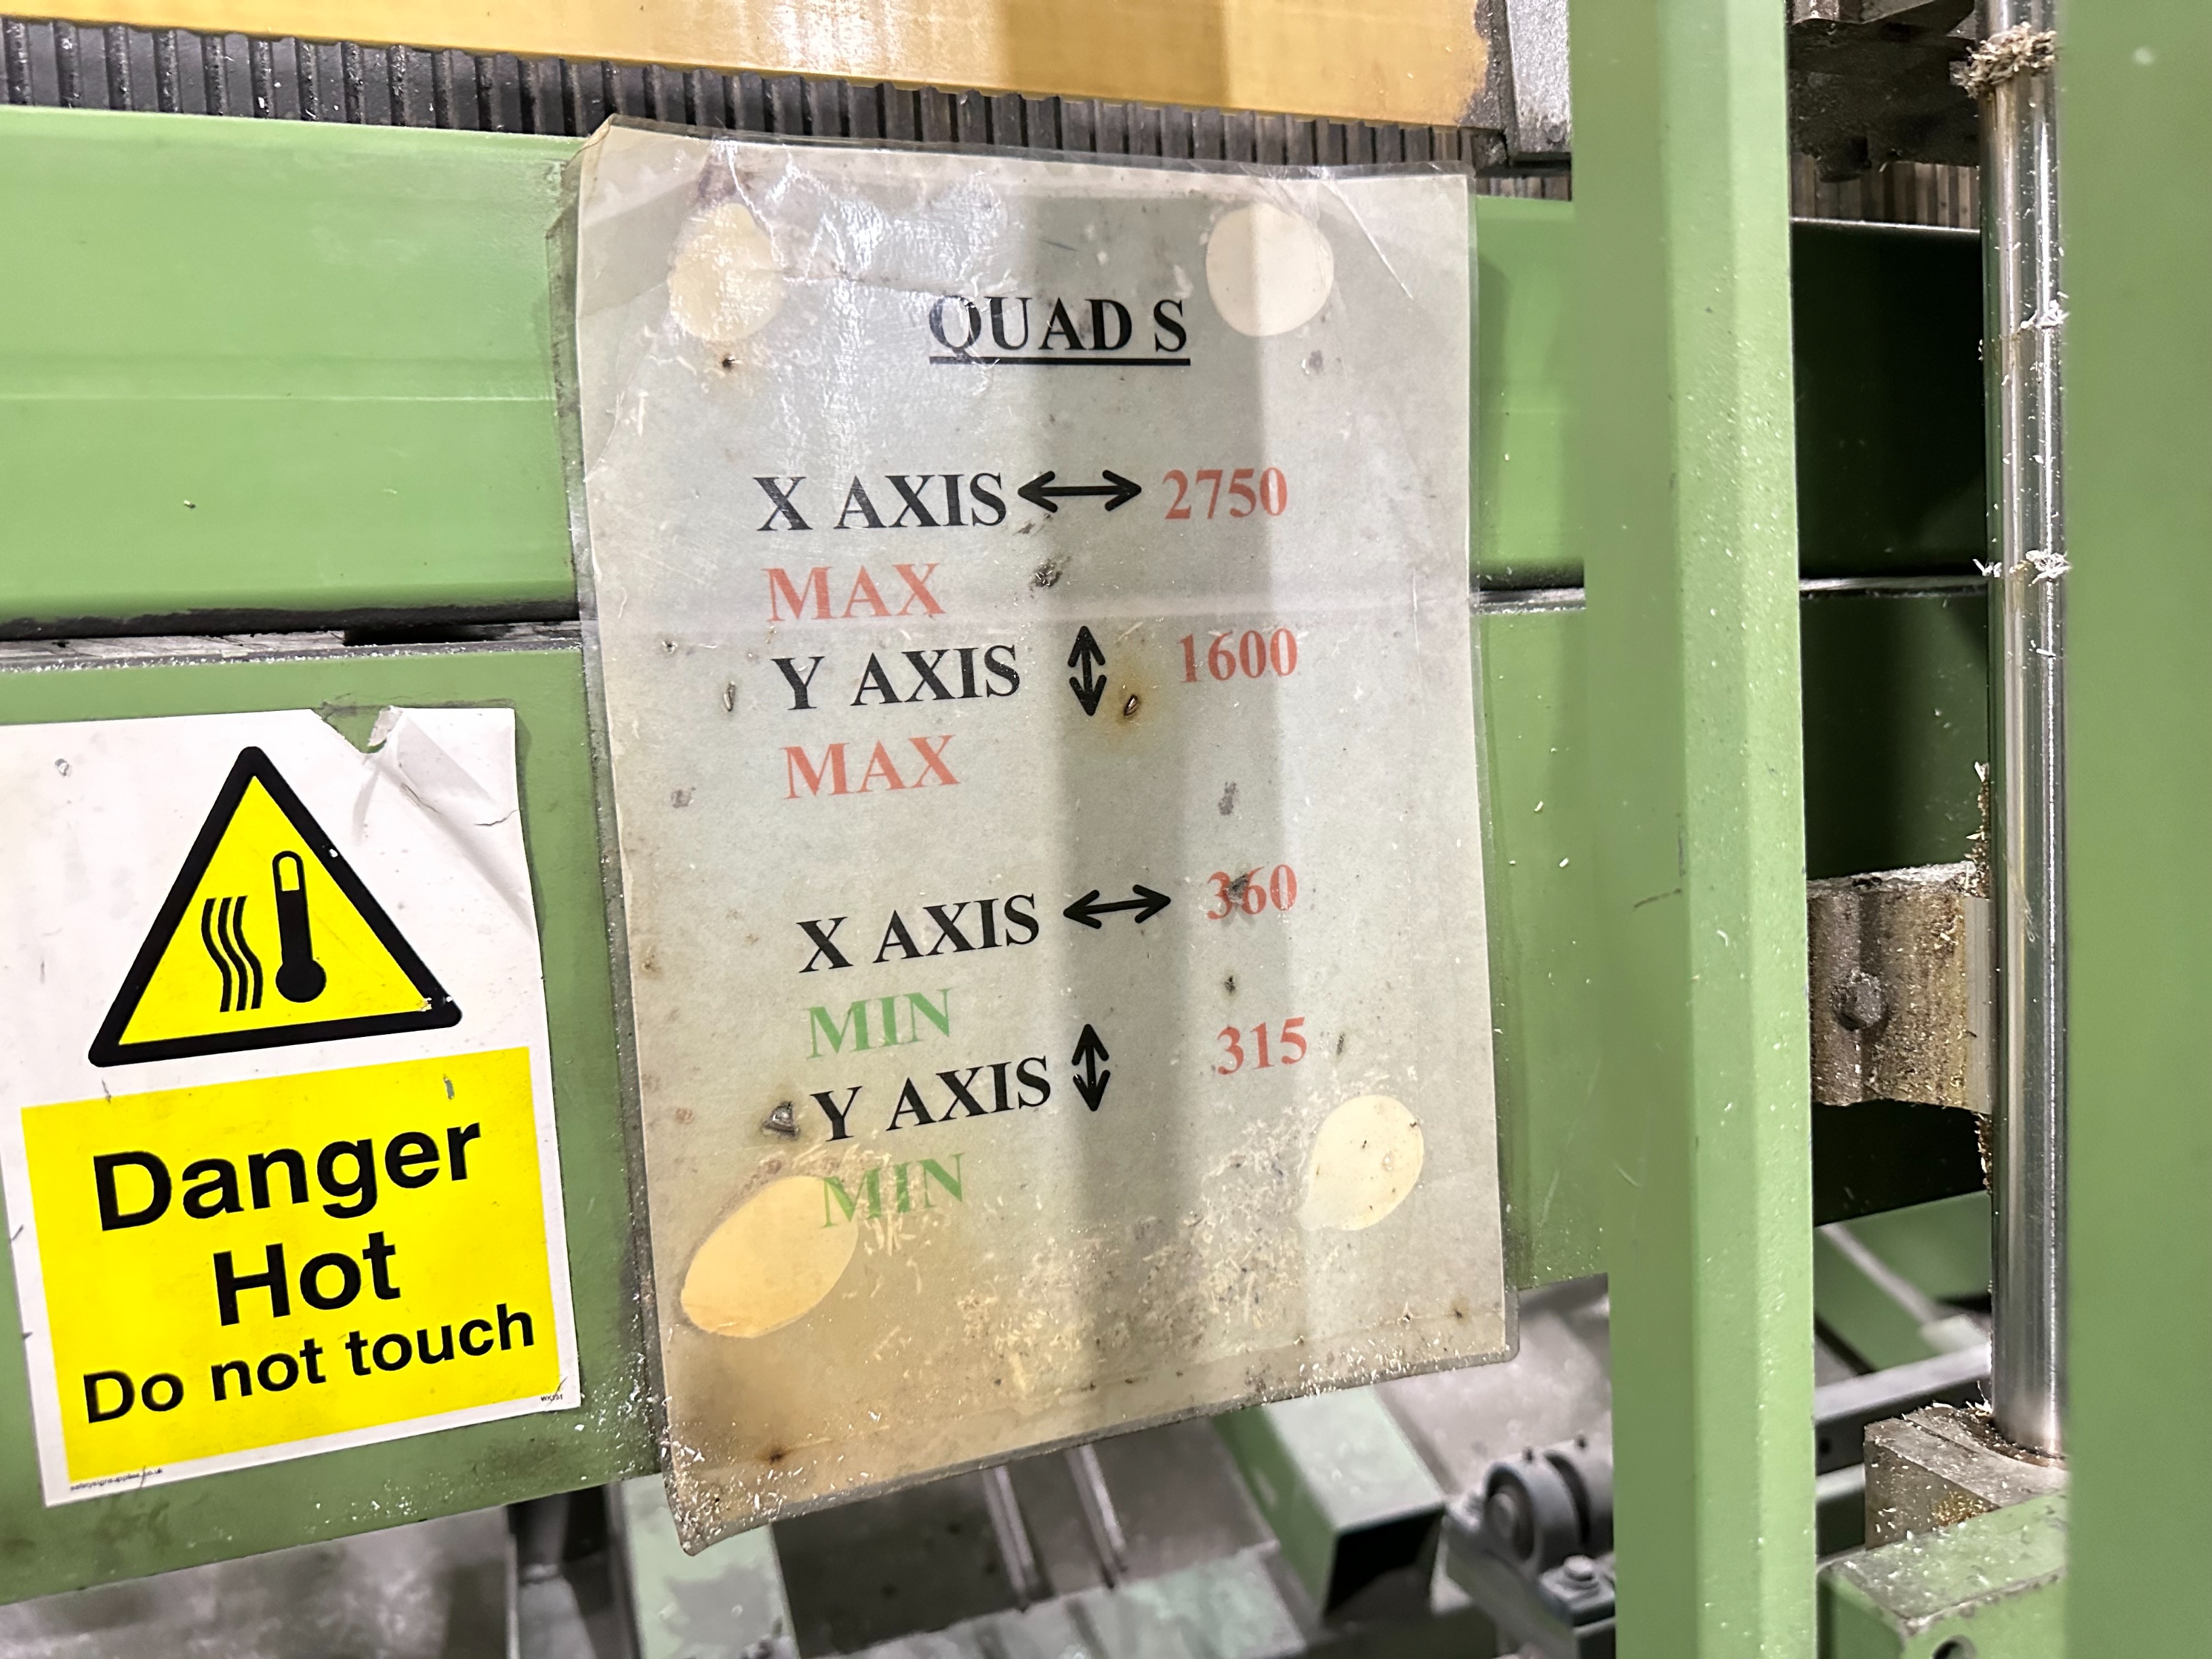 QUAD S
X AXIS ↔ 2750
MAX
Y AXIS ↕ 1600
MAX
X AXIS ↔ 360
MIN
Y AXIS ↕ 315
MIN
Danger
Hot
Do not touch